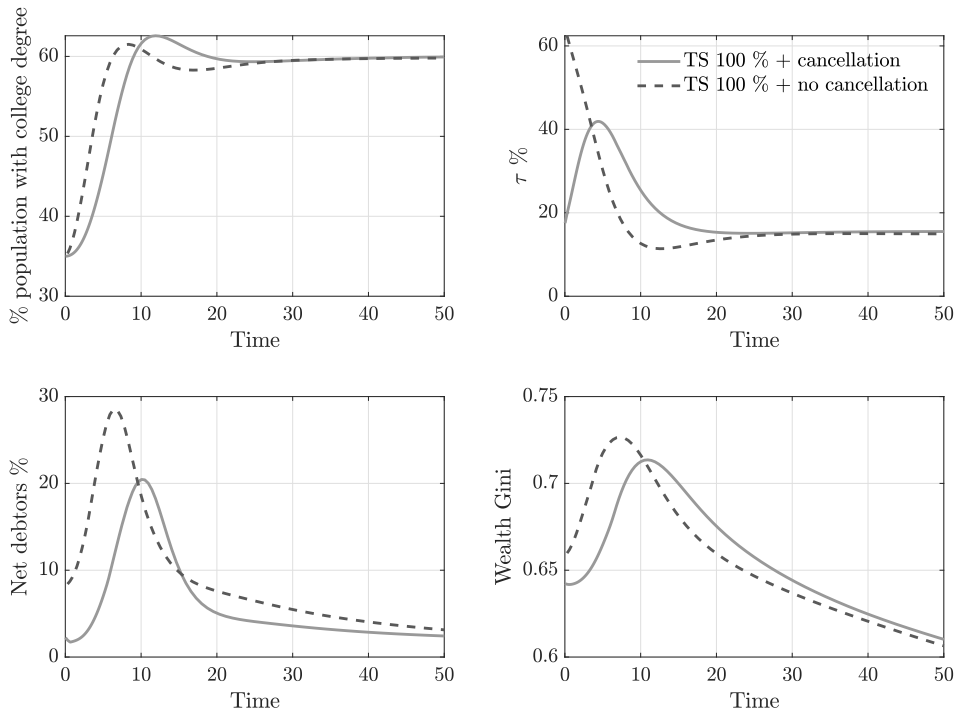 % population with college degree
60
50
40
30
0 10 20 30 40 50
Time
τ %
60
40
20
0
TS 100 % + cancellation
TS 100 % + no cancellation
0 10 20 30 40 50
Time
Net debtors %
30
20
10
0
0 10 20 30 40 50
Time
Wealth Gini
0.75
0.7
0.65
0.6
0 10 20 30 40 50
Time